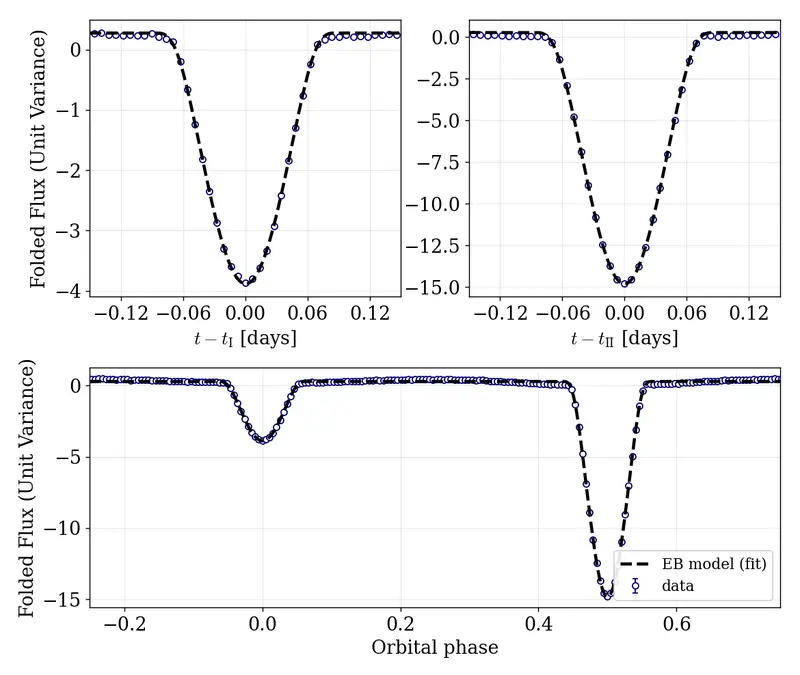 Folded Flux (Unit Variance)
0
−1
−2
−3
−4
−0.12 −0.06 0.00 0.06 0.12
t − t_I [days]
0.0
−2.5
−5.0
−7.5
−10.0
−12.5
−15.0
−0.12 −0.06 0.00 0.06 0.12
t − t_II [days]
Folded Flux (Unit Variance)
0
−5
−10
−15
−0.2 0.0 0.2 0.4 0.6
Orbital phase
EB model (fit)
data